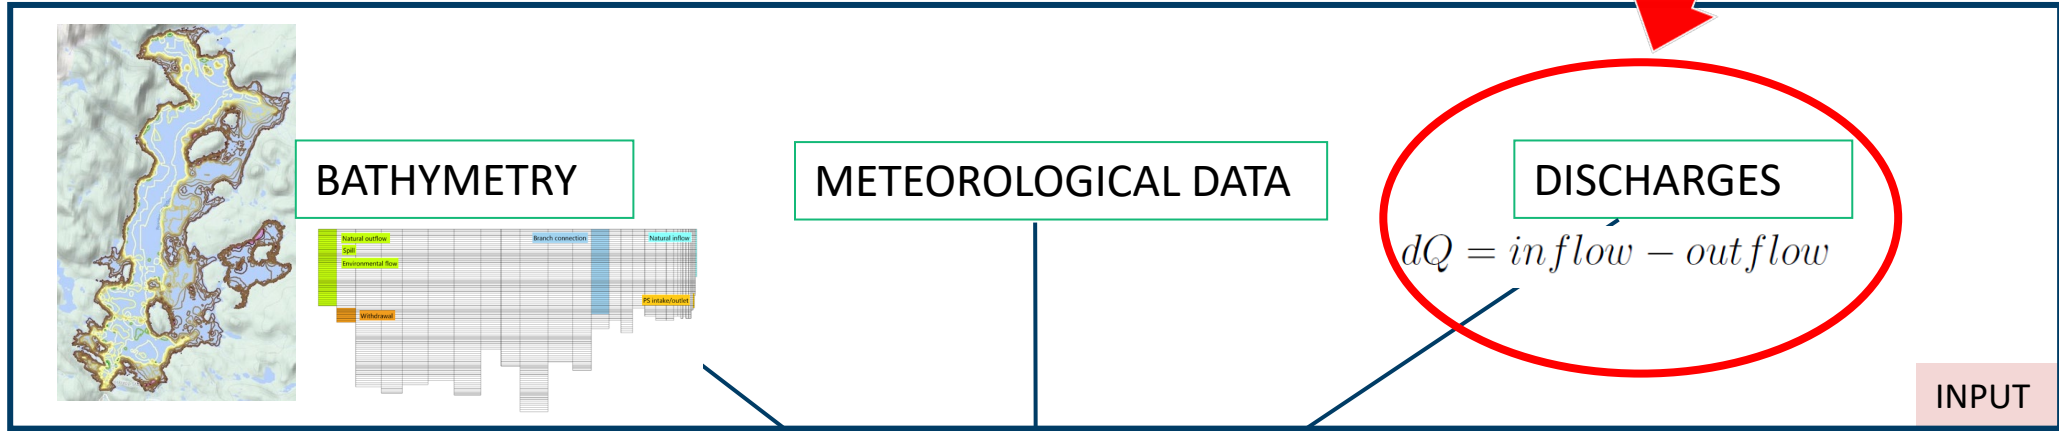 BATHYMETRY
METEOROLOGICAL DATA
DISCHARGES
dQ = inflow − outflow
Natural outflow
Spill
Environmental flow
Withdrawal
Branch connection
Natural inflow
PS intake/outlet
INPUT